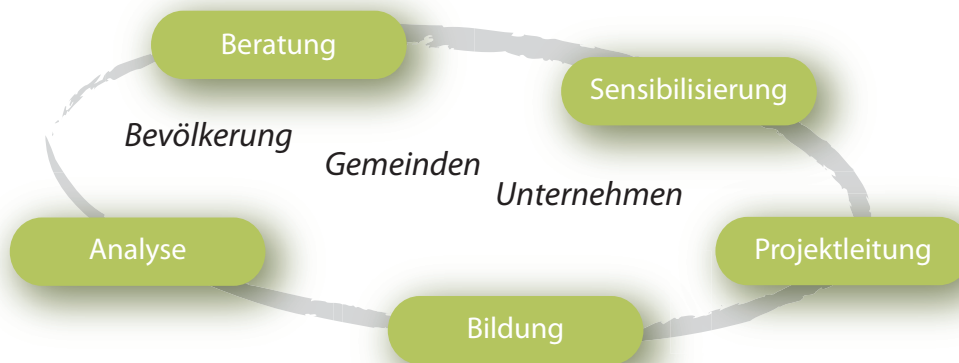 Beratung
Sensibilisierung
Bevölkerung
Gemeinden
Unternehmen
Analyse
Projektleitung
Bildung